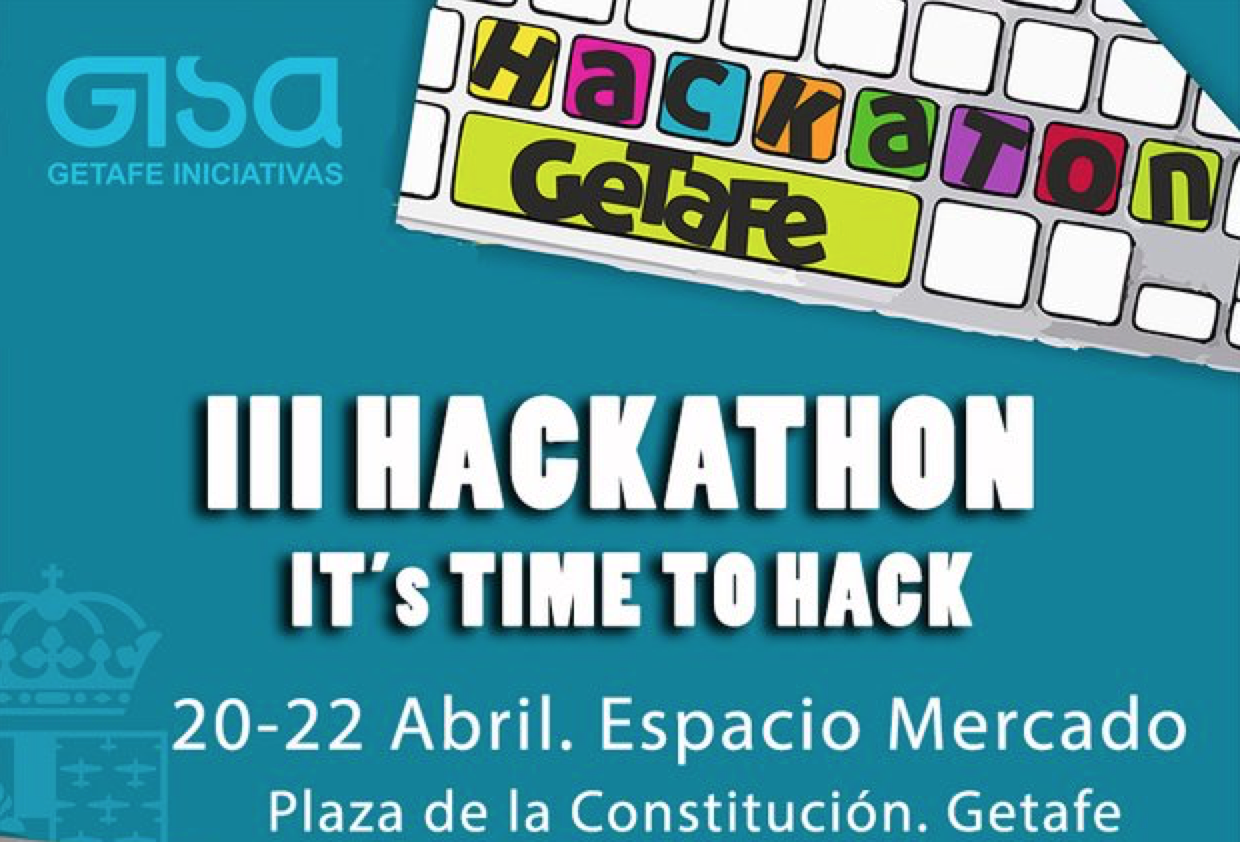 GISA
GETAFE INICIATIVAS
HacKaTon
GeTaFe
III HACKATHON
IT's TIME TO HACK
20-22 Abril. Espacio Mercado
Plaza de la Constitución. Getafe